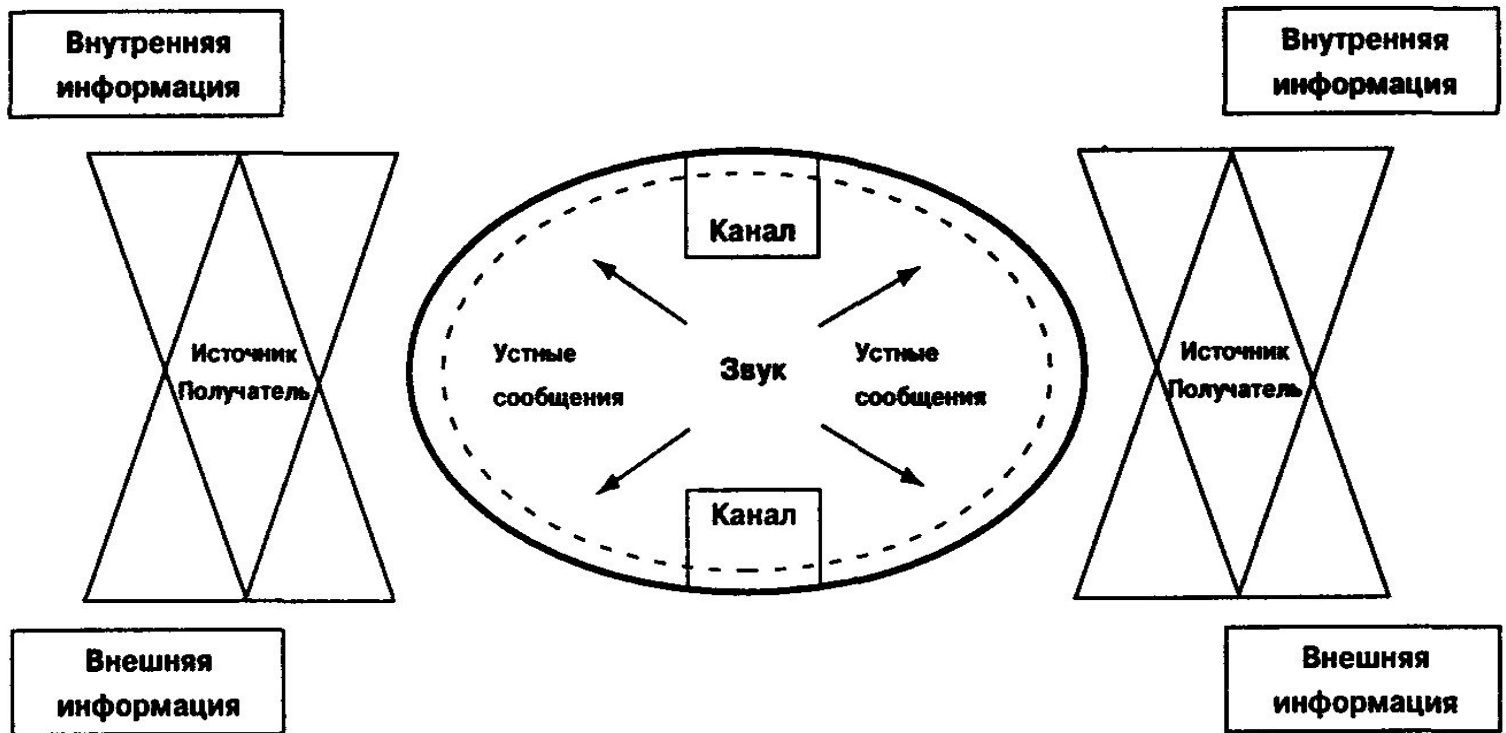 Внутренняя
информация
Внутренняя
информация
Канал
Источник
Получатель
Устные
сообщения
Звук
Устные
сообщения
Источник
Получатель
Канал
Внешняя
информация
Внешняя
информация